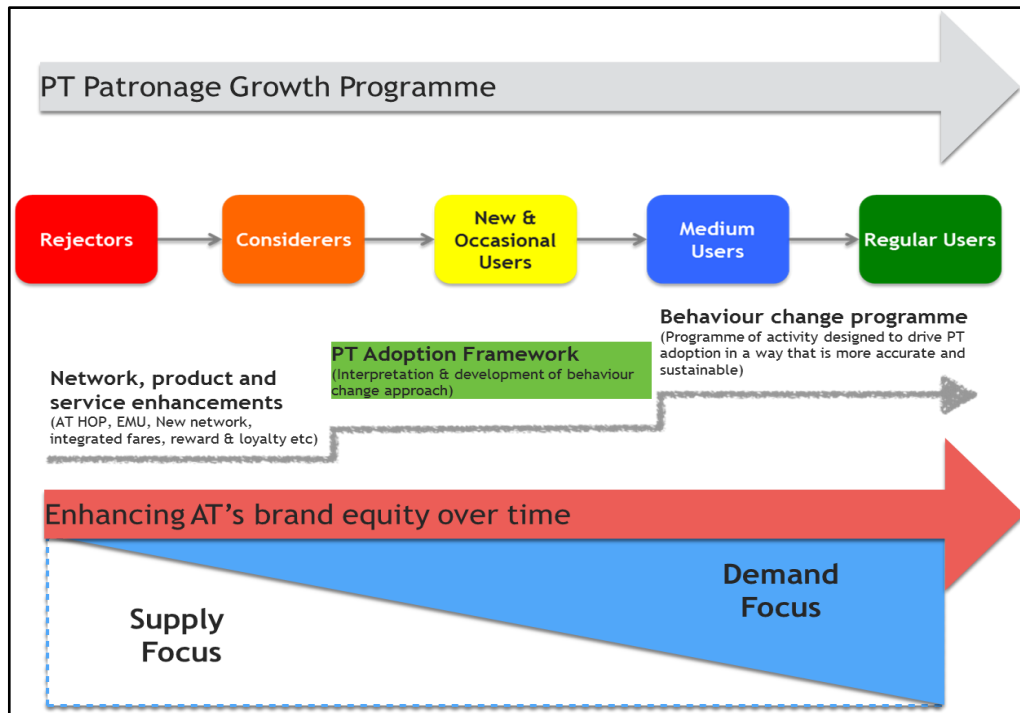 PT Patronage Growth Programme
Rejectors
Considerers
New &
Occasional
Users
Medium
Users
Regular Users
Network, product and
service enhancements
(AT HOP, EMU, New network,
integrated fares, reward & loyalty etc)
PT Adoption Framework
(Interpretation & development of behaviour
change approach)
Behaviour change programme
(Programme of activity designed to drive PT
adoption in a way that is more accurate and
sustainable)
Enhancing AT’s brand equity over time
Supply
Focus
Demand
Focus